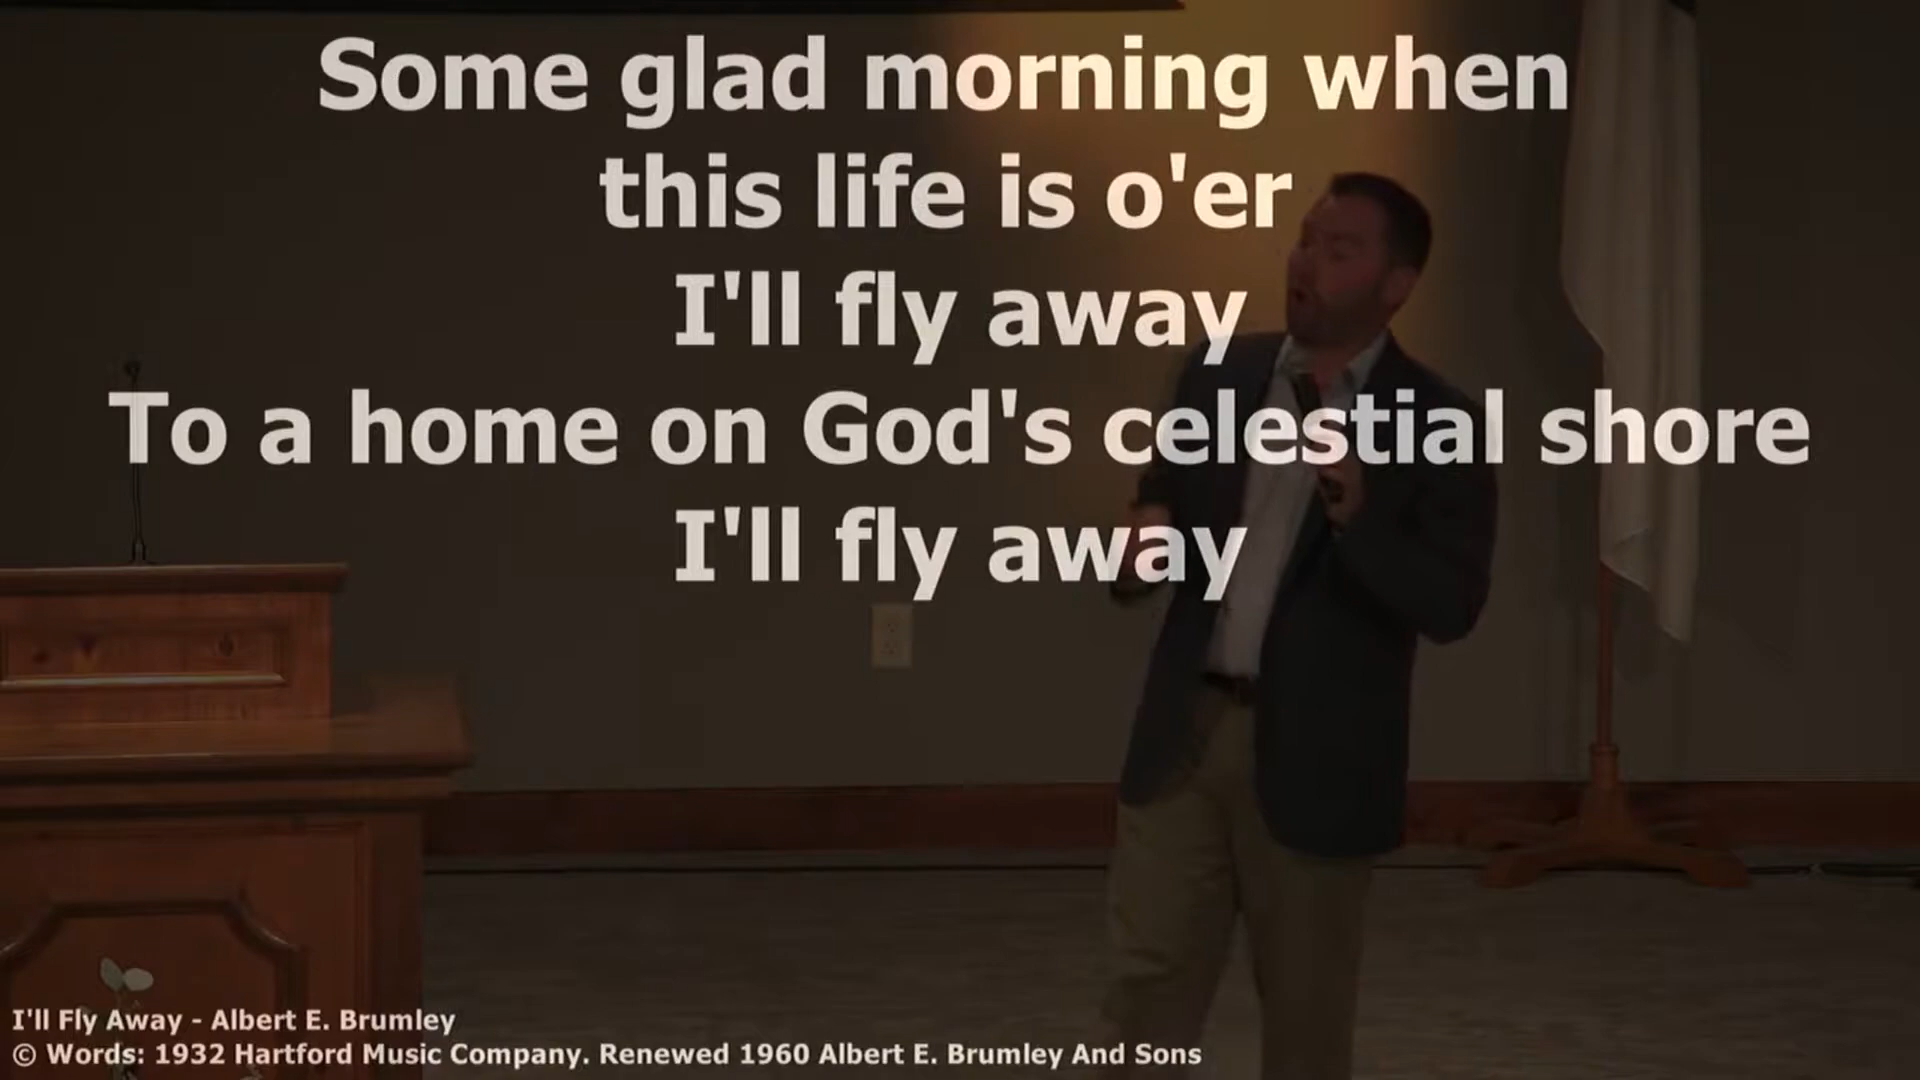 Some glad morning when
this life is o'er
I'll fly away
To a home on God's celestial shore
I'll fly away
I'll Fly Away - Albert E. Brumley
© Words: 1932 Hartford Music Company. Renewed 1960 Albert E. Brumley And Sons